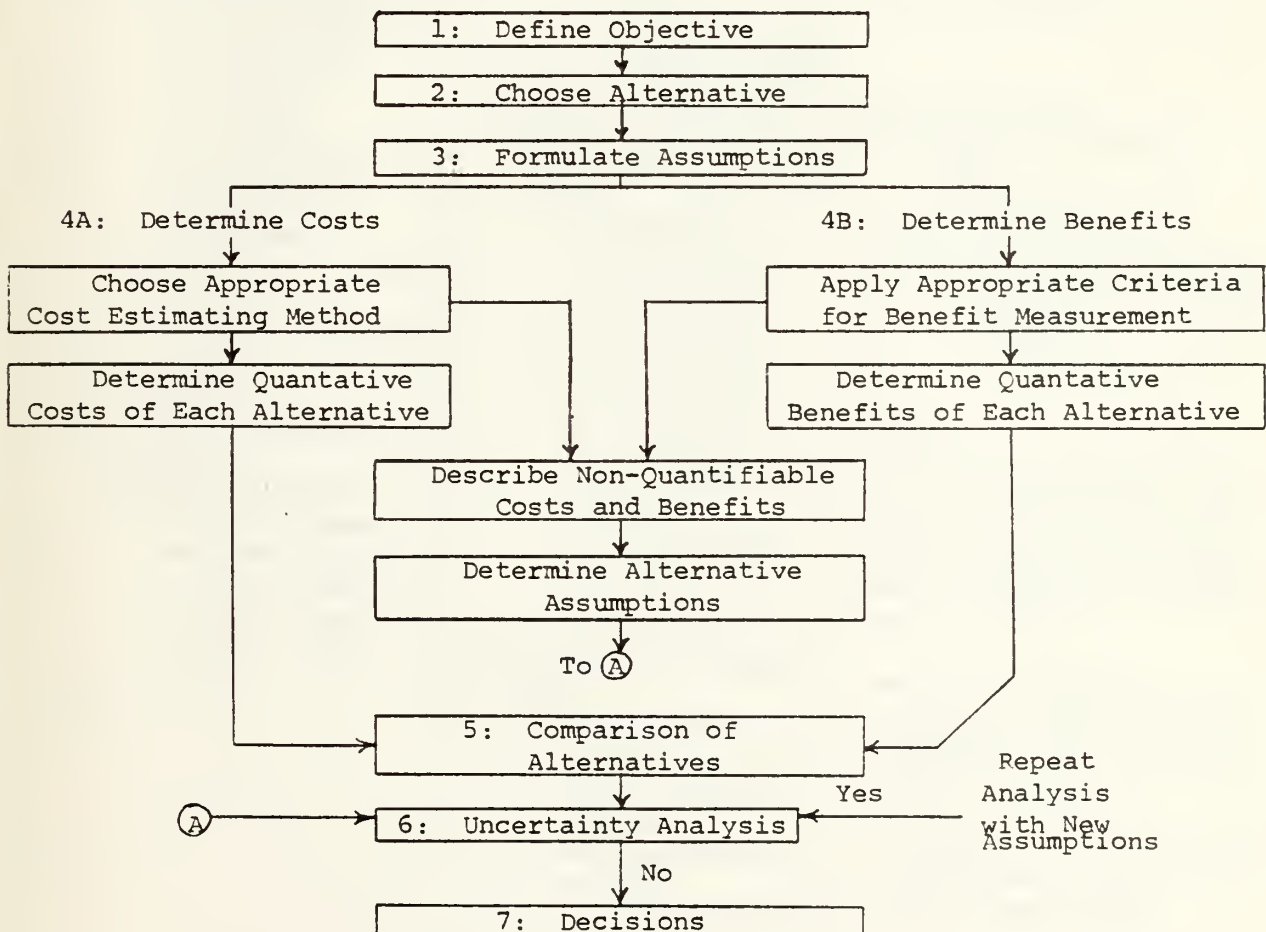 1: Define Objective
2: Choose Alternative
3: Formulate Assumptions
4A: Determine Costs
4B: Determine Benefits
Choose Appropriate
Cost Estimating Method
Apply Appropriate Criteria
for Benefit Measurement
Determine Quantative
Costs of Each Alternative
Determine Quantative
Benefits of Each Alternative
Describe Non-Quantifiable
Costs and Benefits
Determine Alternative
Assumptions
To A
5: Comparison of
Alternatives
Repeat
Analysis
with New
Assumptions
Yes
A
6: Uncertainty Analysis
No
7: Decisions